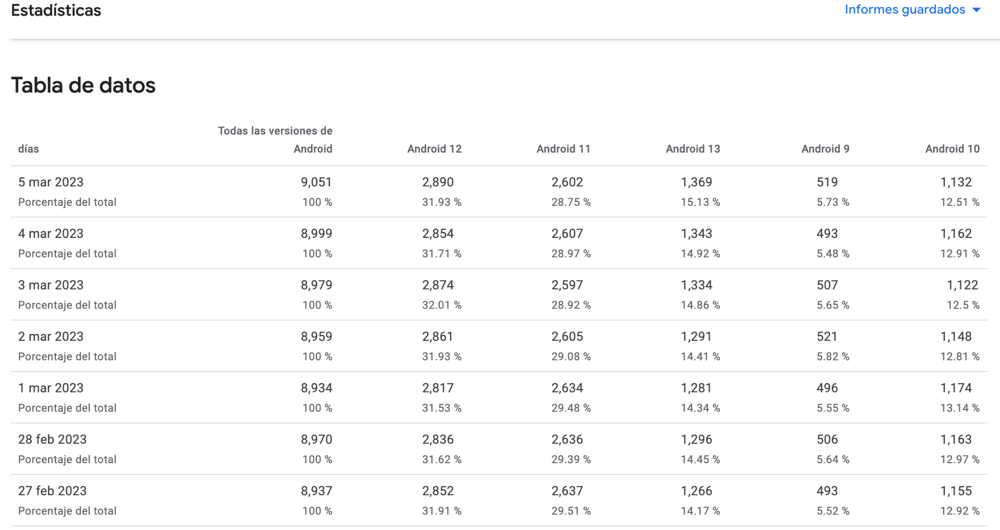 Estadísticas
Informes guardados
Tabla de datos
Todas las versiones de
días Android Android 12 Android 11 Android 13 Android 9 Android 10
5 mar 2023 9,051 2,890 2,602 1,369 519 1,132
Porcentaje del total 100 % 31.93 % 28.75 % 15.13 % 5.73 % 12.51 %
4 mar 2023 8,999 2,854 2,607 1,343 493 1,162
Porcentaje del total 100 % 31.71 % 28.97 % 14.92 % 5.48 % 12.91 %
3 mar 2023 8,979 2,874 2,597 1,334 507 1,122
Porcentaje del total 100 % 32.01 % 28.92 % 14.86 % 5.65 % 12.5 %
2 mar 2023 8,959 2,861 2,605 1,291 521 1,148
Porcentaje del total 100 % 31.93 % 29.08 % 14.41 % 5.82 % 12.81 %
1 mar 2023 8,934 2,817 2,634 1,281 496 1,174
Porcentaje del total 100 % 31.53 % 29.48 % 14.34 % 5.55 % 13.14 %
28 feb 2023 8,970 2,836 2,636 1,296 506 1,163
Porcentaje del total 100 % 31.62 % 29.39 % 14.45 % 5.64 % 12.97 %
27 feb 2023 8,937 2,852 2,637 1,266 493 1,155
Porcentaje del total 100 % 31.91 % 29.51 % 14.17 % 5.52 % 12.92 %